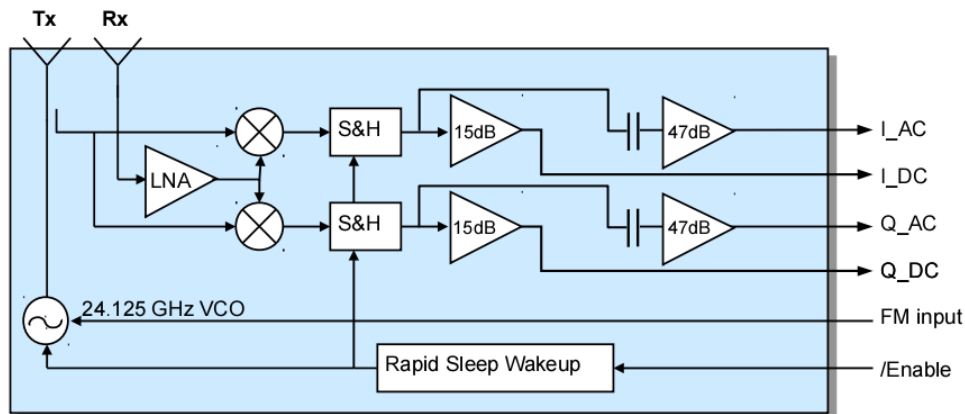 Tx
Rx
S&H
15dB
47dB
I_AC
LNA
I_DC
S&H
15dB
47dB
Q_AC
Q_DC
24.125 GHz VCO
FM input
Rapid Sleep Wakeup
/Enable